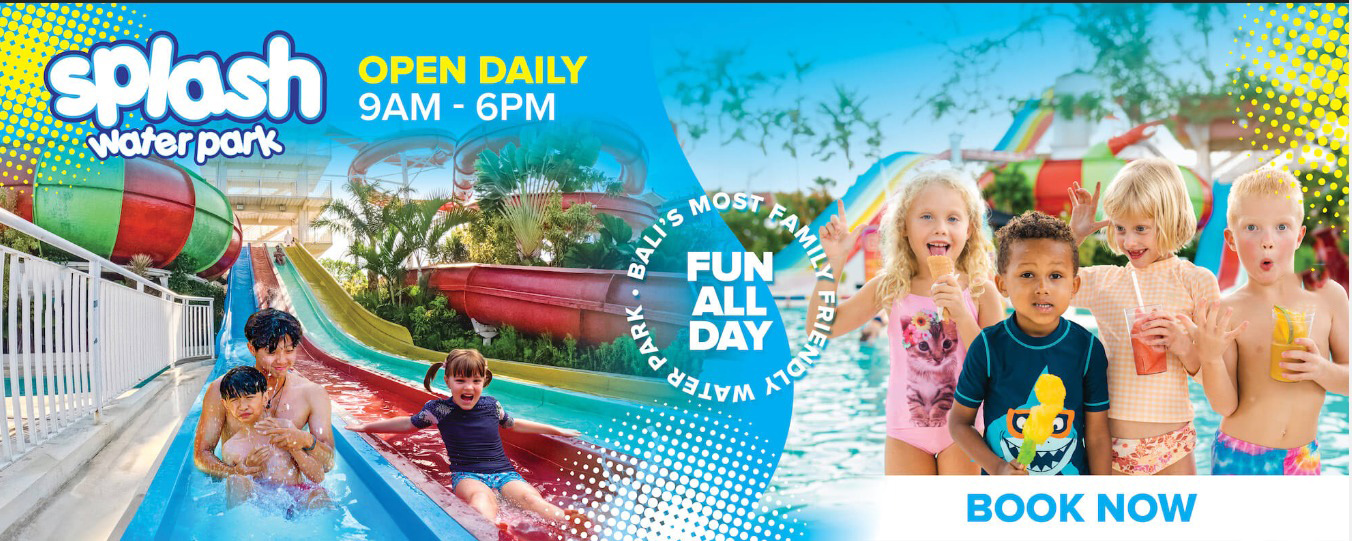 splash
water park
OPEN DAILY
9AM - 6PM
BALI'S MOST FAMILY FRIENDLY WATER PARK •
FUN
ALL
DAY
BOOK NOW